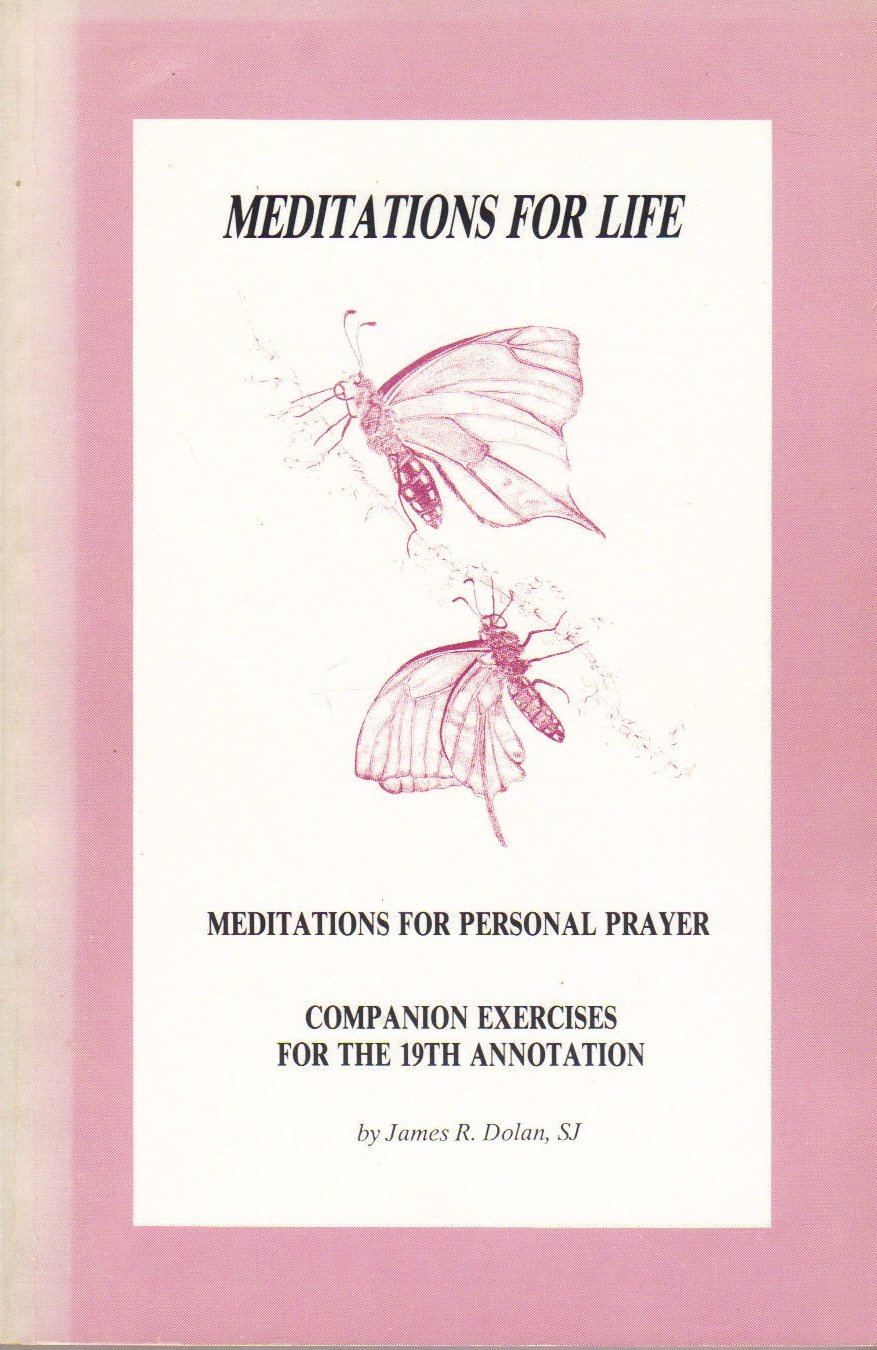 MEDITATIONS FOR LIFE
MEDITATIONS FOR PERSONAL PRAYER
COMPANION EXERCISES
FOR THE 19TH ANNOTATION
by James R. Dolan, SJ